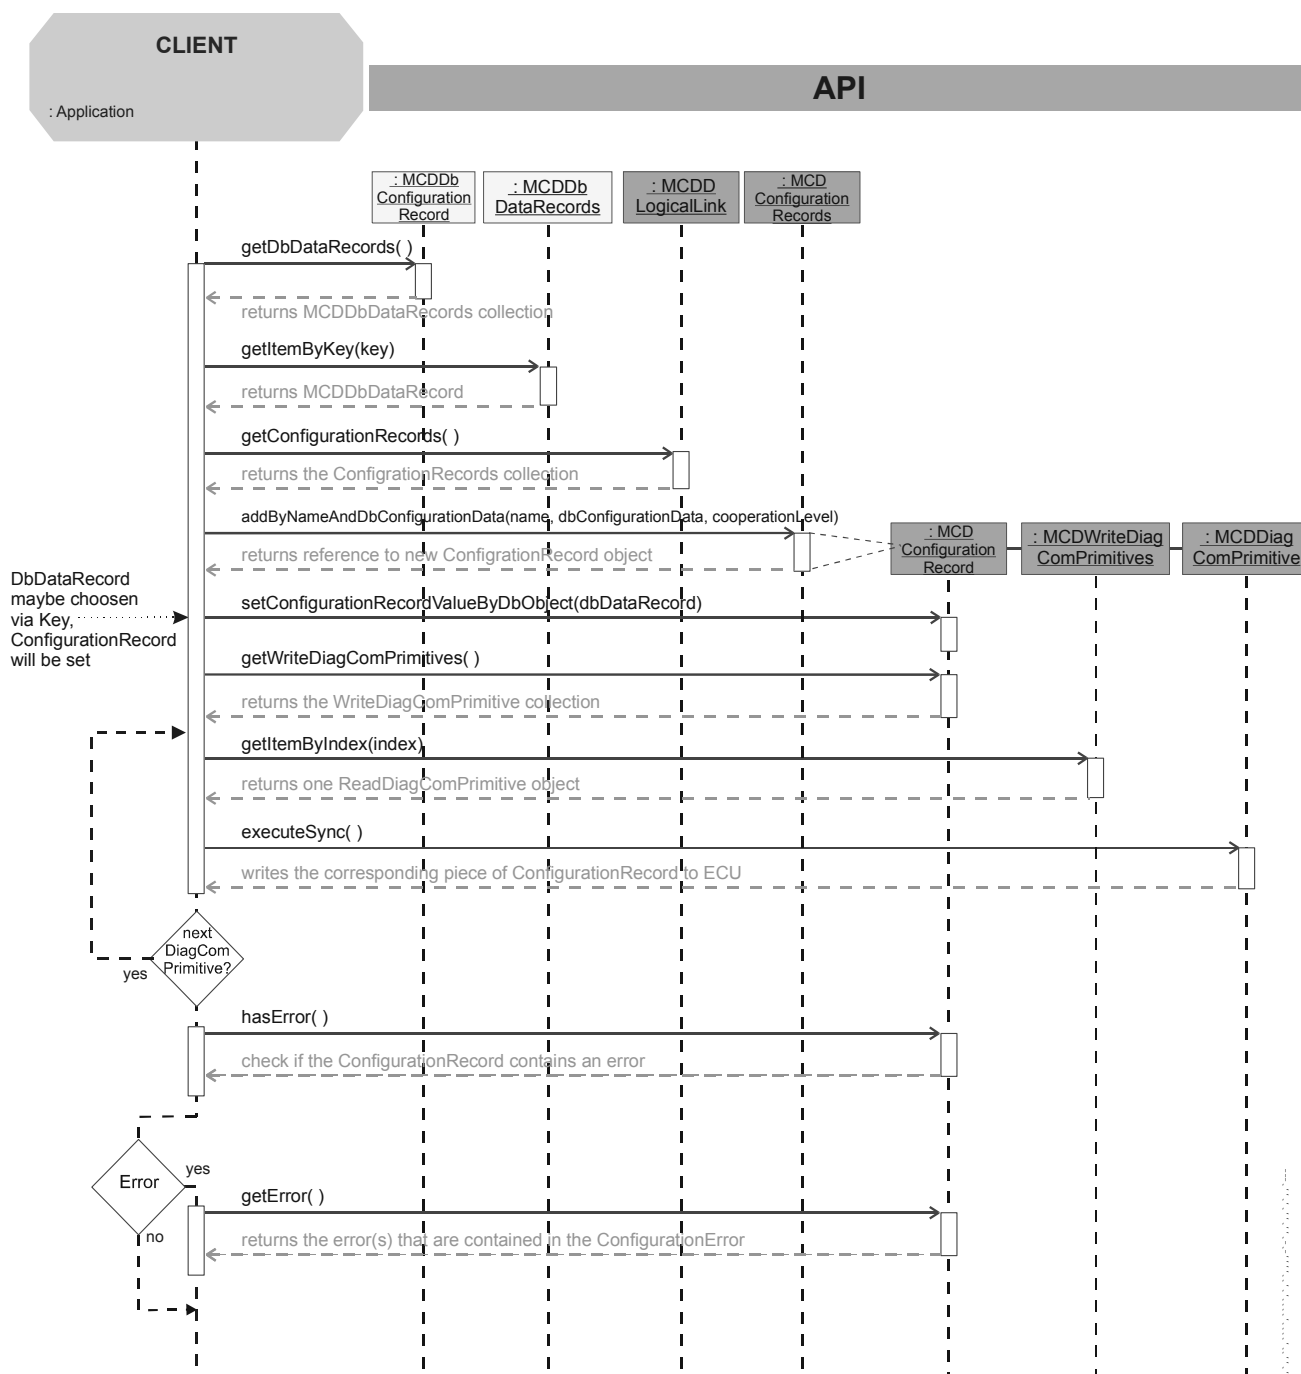 CLIENT
: Application
API
: MCDDb
Configuration
Record
: MCDDb
DataRecords
: MCDD
LogicalLink
: MCD
Configuration
Records
getDbDataRecords( )
returns MCDDbDataRecords collection
getItemByKey(key)
returns MCDDbDataRecord
getConfigurationRecords( )
returns the ConfigrationRecords collection
addByNameAndDbConfigurationData(name, dbConfigurationData, cooperationLevel)
returns reference to new ConfigrationRecord object
: MCD
Configuration
Record
: MCDWriteDiag
ComPrimitives
: MCDDiag
ComPrimitive
DbDataRecord
maybe choosen
via Key,
ConfigurationRecord
will be set
setConfigurationRecordValueByDbObject(dbDataRecord)
getWriteDiagComPrimitives( )
returns the WriteDiagComPrimitive collection
getItemByIndex(index)
returns one ReadDiagComPrimitive object
executeSync( )
writes the corresponding piece of ConfigurationRecord to ECU
next
DiagCom
Primitive?
yes
hasError( )
check if the ConfigurationRecord contains an error
Error
yes
no
getError( )
returns the error(s) that are contained in the ConfigurationError